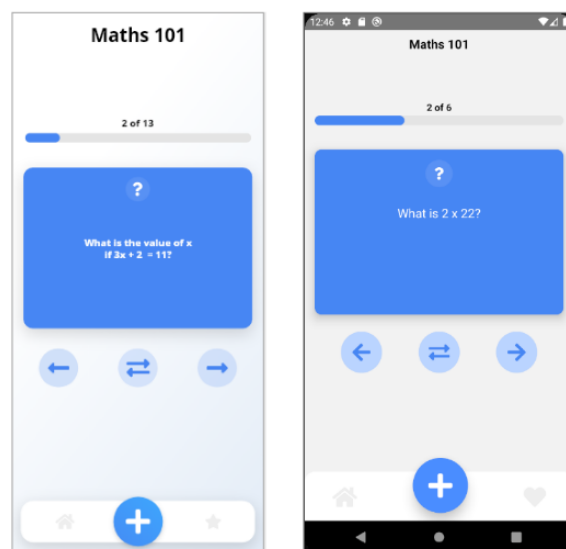 Maths 101
2 of 13
?
What is the value of x
if 3x + 2 = 11?
12:46
Maths 101
2 of 6
?
What is 2 x 22?